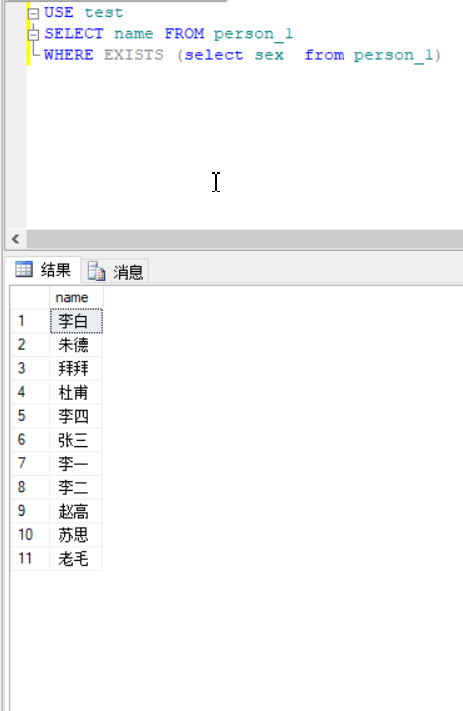 USE test
SELECT name FROM person_1
WHERE EXISTS (select sex  from person_1)
结果 消息
name
1 李白
2 朱德
3 拜拜
4 杜甫
5 李四
6 张三
7 李一
8 李二
9 赵高
10 苏思
11 老毛